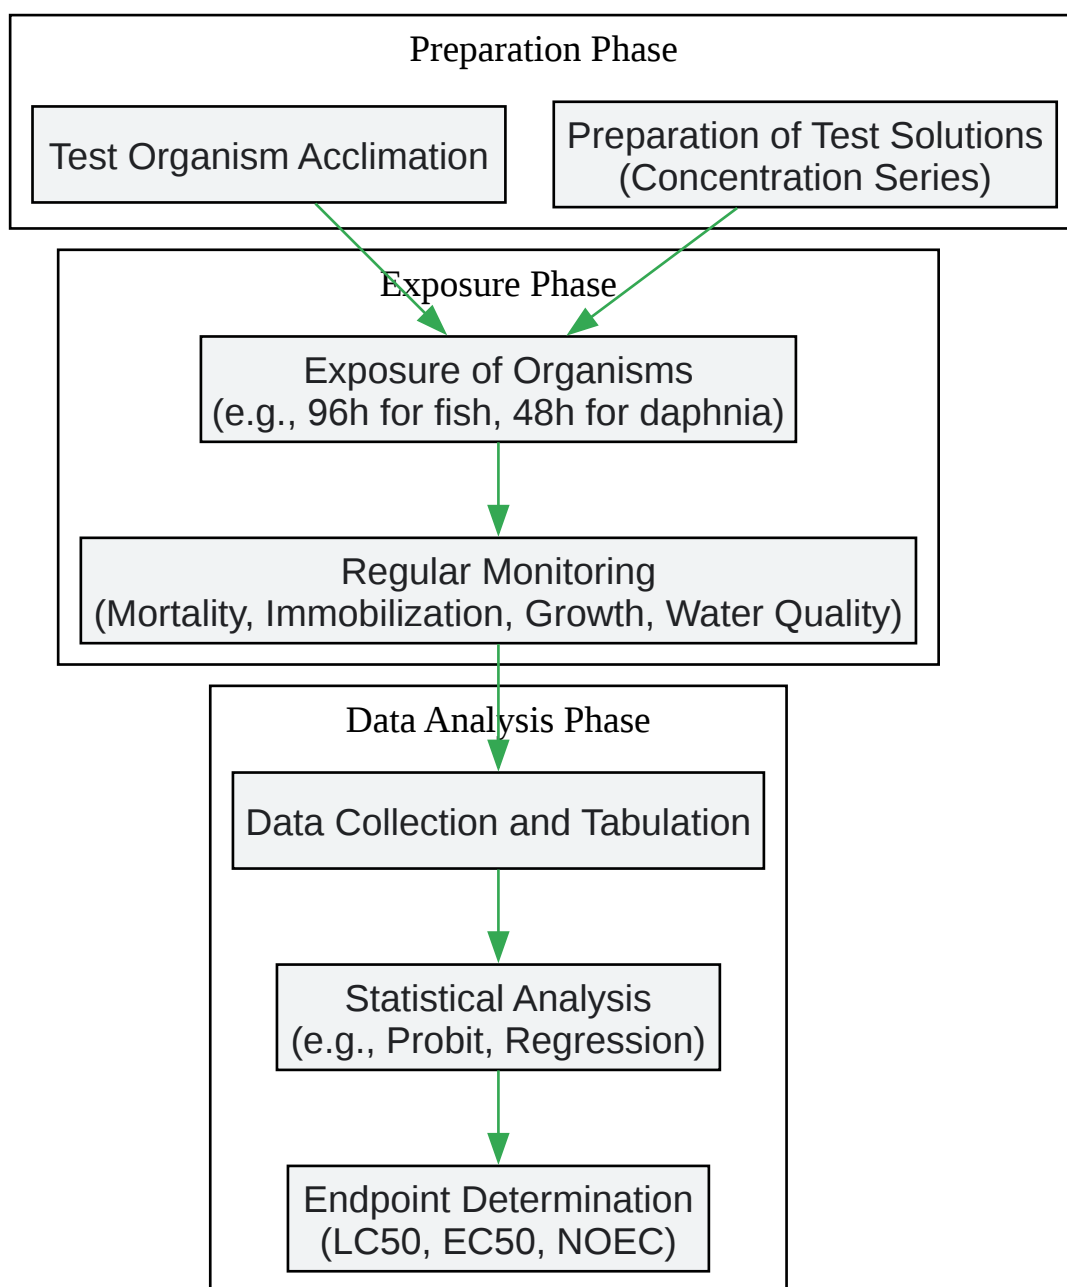 Preparation Phase
Test Organism Acclimation
Preparation of Test Solutions
(Concentration Series)
Exposure Phase
Exposure of Organisms
(e.g., 96h for fish, 48h for daphnia)
Regular Monitoring
(Mortality, Immobilization, Growth, Water Quality)
Data Analysis Phase
Data Collection and Tabulation
Statistical Analysis
(e.g., Probit, Regression)
Endpoint Determination
(LC50, EC50, NOEC)